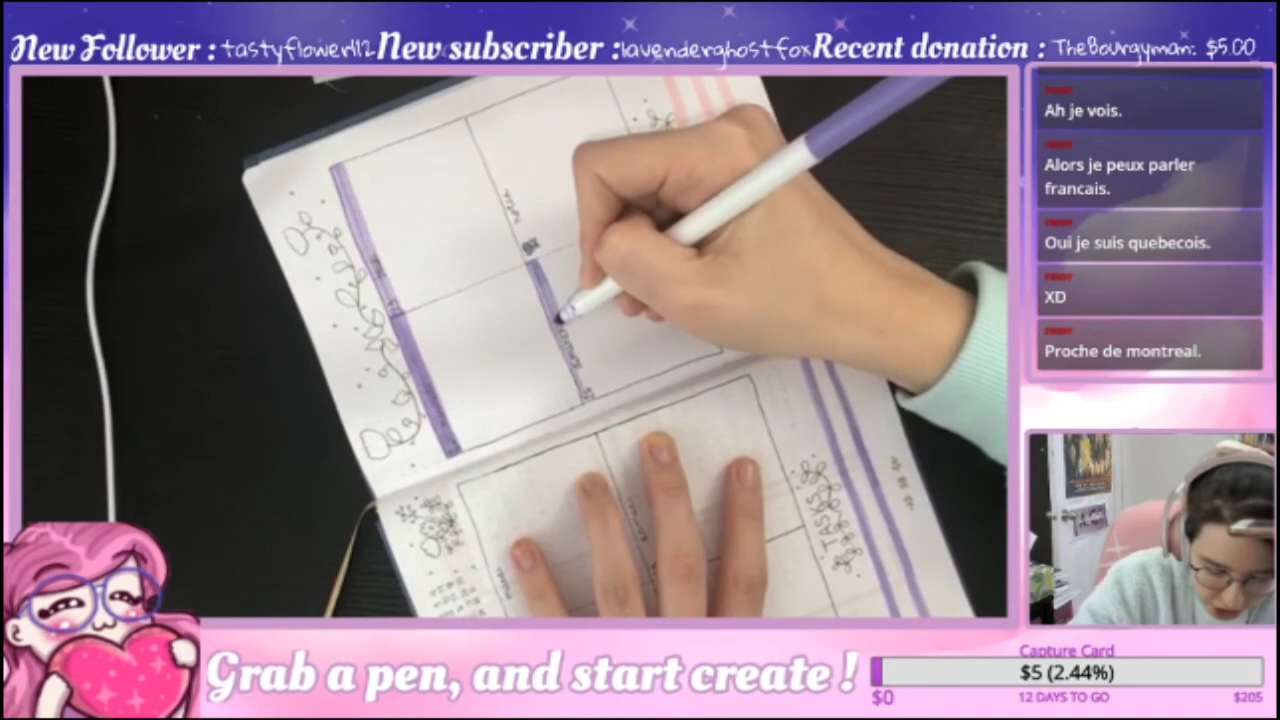 New Follower : tastyflower112 New subscriber :lavenderghostfox Recent donation : TheBourgyman: $5.00
Ah je vois.
Alors je peux parler
francais.
Oui je suis quebecois.
XD
Proche de montreal.
TASKS
Grab a pen, and start create !
Capture Card
$5 (2.44%)
$0 12 DAYS TO GO $205